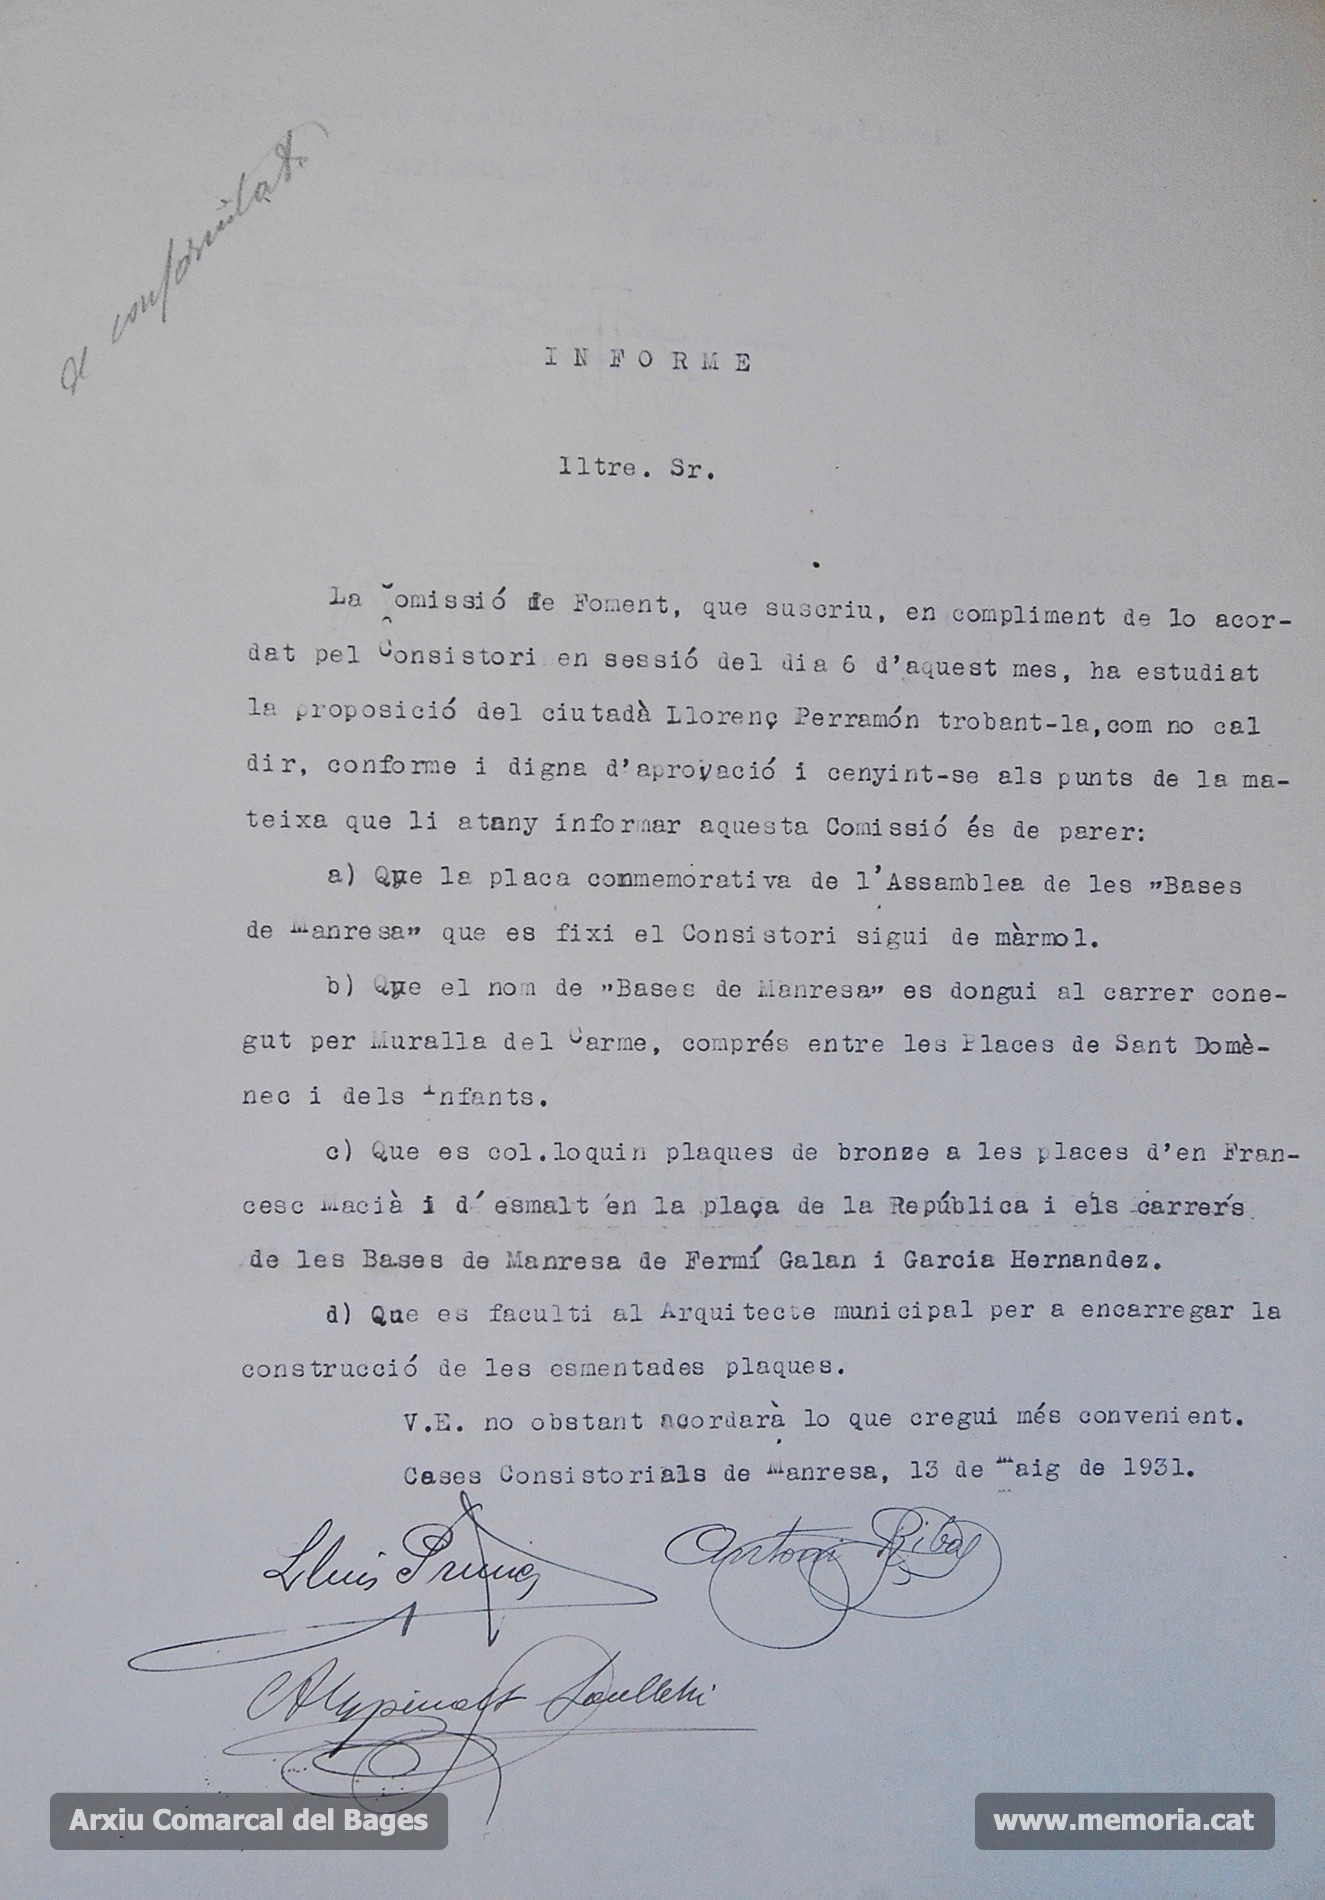 conformitat.
I N F O R M E
Iltre. Sr.
La Comissió de Foment, que suscriu, en compliment de lo acor-
dat pel Consistori en sessió del dia 6 d'aquest mes, ha estudiat
la proposició del ciutadà Llorenç Perramón trobant-la, com no cal
dir, conforme i digna d'aprovació i cenyint-se als punts de la ma-
teixa que li atany informar aquesta Comissió és de parer:
a) Que la placa conmemorativa de l'Assamblea de les "Bases
de Manresa" que es fixi el Consistori sigui de màrmol.
b) Que el nom de "Bases de Manresa" es dongui al carrer cone-
gut per Muralla del Carme, comprés entre les Places de Sant Domè-
nec i dels Infants.
c) Que es col.loquin plaques de bronze a les places d'en Fran-
cesc Macià i d'esmalt en la plaça de la República i els carrers
de les Bases de Manresa de Fermí Galan i Garcia Hernandez.
d) Que es faculti al Arquitecte municipal per a encarregar la
construcció de les esmentades plaques.
V.E. no obstant acordarà lo que cregui més convenient.
Cases Consistorials de Manresa, 13 de maig de 1931.
Lluis Prunés
Antoni Ribas
Arxiu Comarcal del Bages
www.memoria.cat